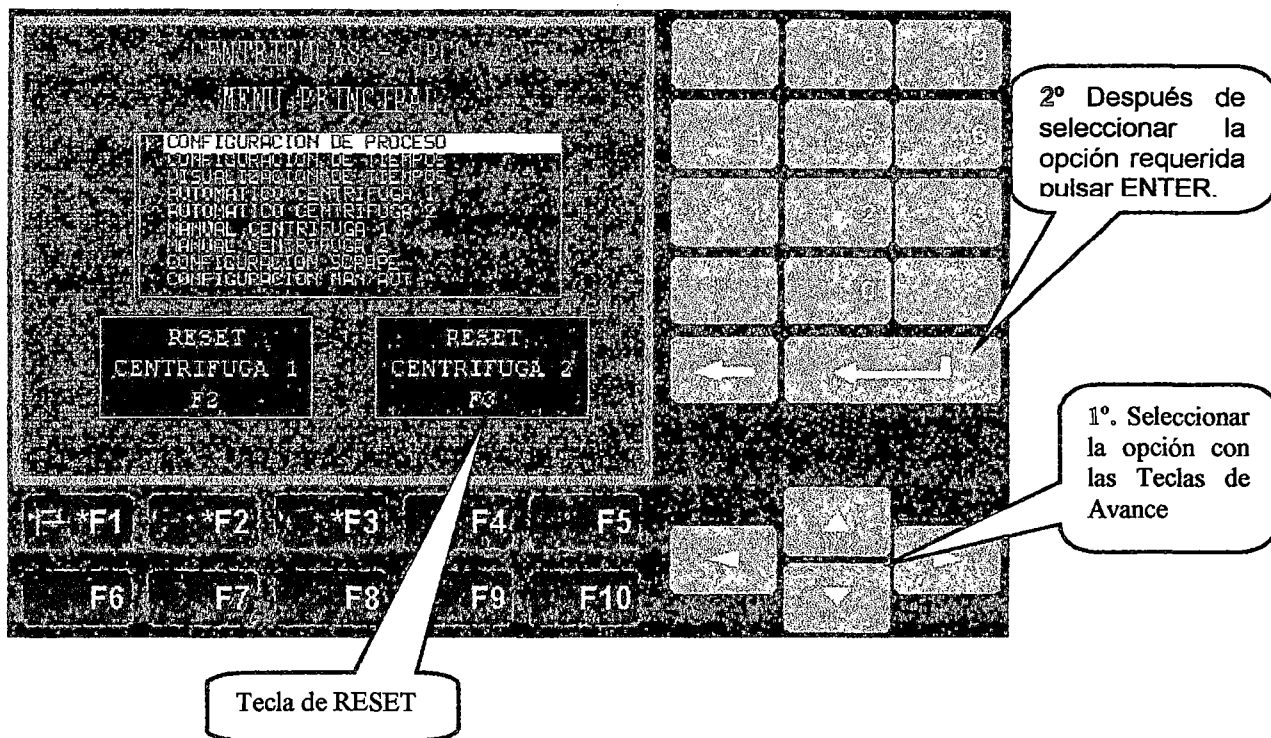 CENTRIFUGAS - SPTC
MENU PRINCIPAL
CONFIGURACION DE PROCESO
CONFIGURACION DE TIEMPOS
VISUALIZACION DE TIEMPOS
AUTOMATICO CENTRIFUGA 1
AUTOMATICO CENTRIFUGA 2
MANUAL CENTRIFUGA 1
MANUAL CENTRIFUGA 2
CONFIGURACION
CONFIGURACION MAN/AUT
RESET
CENTRIFUGA 1
F2
RESET
CENTRIFUGA 2
F3
7 8 9
4 5 6
1 2 3
0
*F1 *F2 *F3 F4 F5
F6 F7 F8 F9 F10
2º Después de
seleccionar la
opción requerida
pulsar ENTER.
1º. Seleccionar
la opción con
las Teclas de
Avance
Tecla de RESET